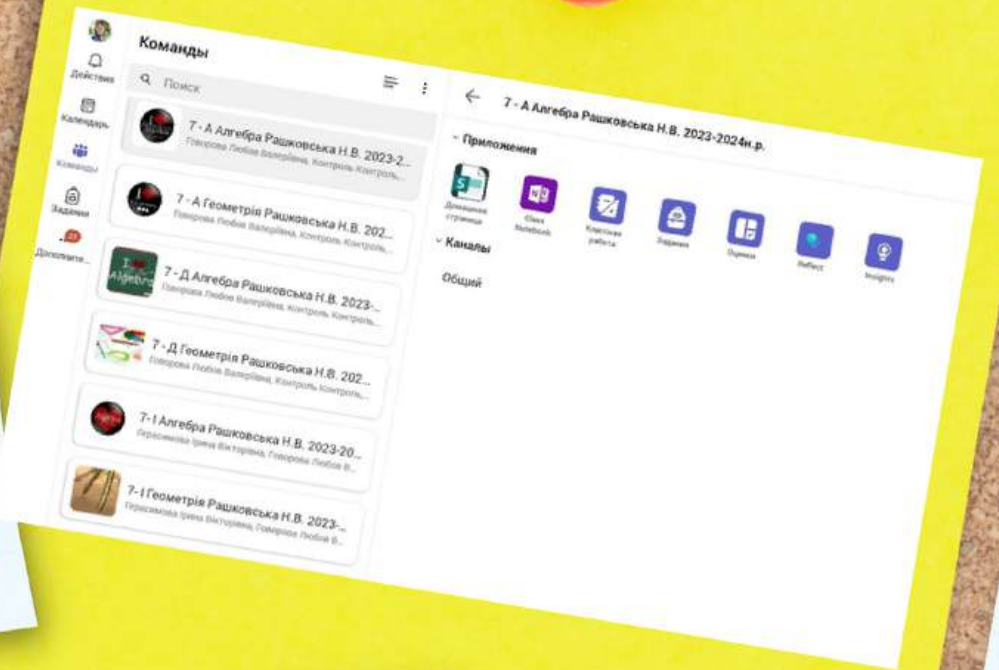 Команды
Действия
Календарь
Команды
Задания
23
Дополните...
Поиск
7 - А Алгебра Рашковська Н.В. 2023-2...
Говорова Любов Валеріївна, Контроль Контроль,...
7 - А Геометрія Рашковська Н.В. 202...
Говорова Любов Валеріївна, Контроль Контроль,...
7 - Д Алгебра Рашковська Н.В. 2023-...
Говорова Любов Валеріївна, Контроль Контроль,...
7 - Д Геометрія Рашковська Н.В. 202...
Говорова Любов Валеріївна, Контроль Контроль,...
7- І Алгебра Рашковська Н.В. 2023-20...
Герасимова Ірина Вікторівна, Говорова Любов В...
7- І Геометрія Рашковська Н.В. 2023-...
Герасимова Ірина Вікторівна, Говорова Любов В...
7 - А Алгебра Рашковська Н.В. 2023-2024н.р.
Приложения
Домашняя страница
Class Notebook
Классная работа
Задания
Оценки
Reflect
Insights
Каналы
Общий